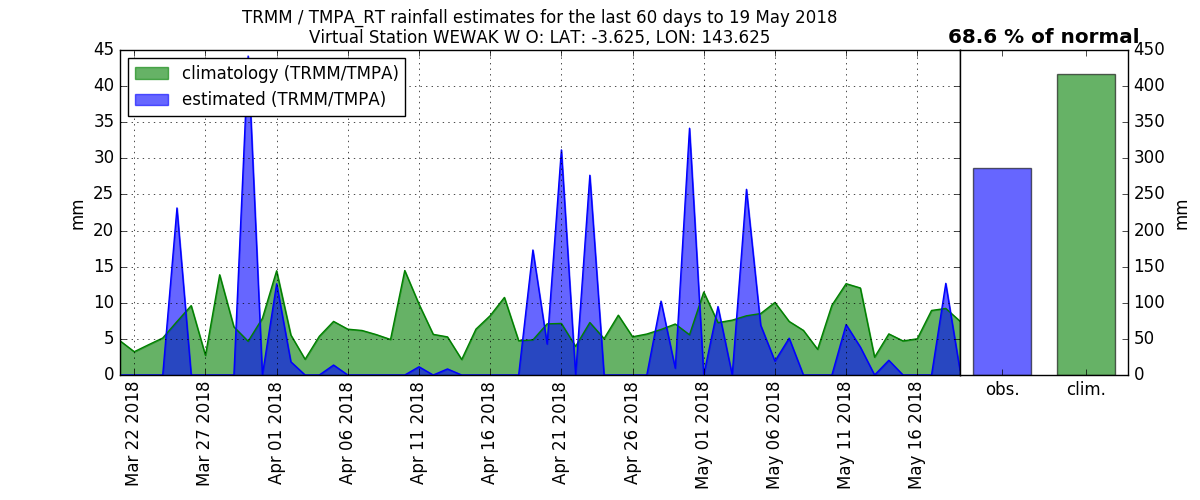 TRMM / TMPA_RT rainfall estimates for the last 60 days to 19 May 2018
Virtual Station WEWAK W O: LAT: -3.625, LON: 143.625
68.6 % of normal
climatology (TRMM/TMPA)
estimated (TRMM/TMPA)
45
40
35
30
25
20
15
10
5
0
mm
Mar 22 2018
Mar 27 2018
Apr 01 2018
Apr 06 2018
Apr 11 2018
Apr 16 2018
Apr 21 2018
Apr 26 2018
May 01 2018
May 06 2018
May 11 2018
May 16 2018
obs.
clim.
450
400
350
300
250
200
150
100
50
0
mm